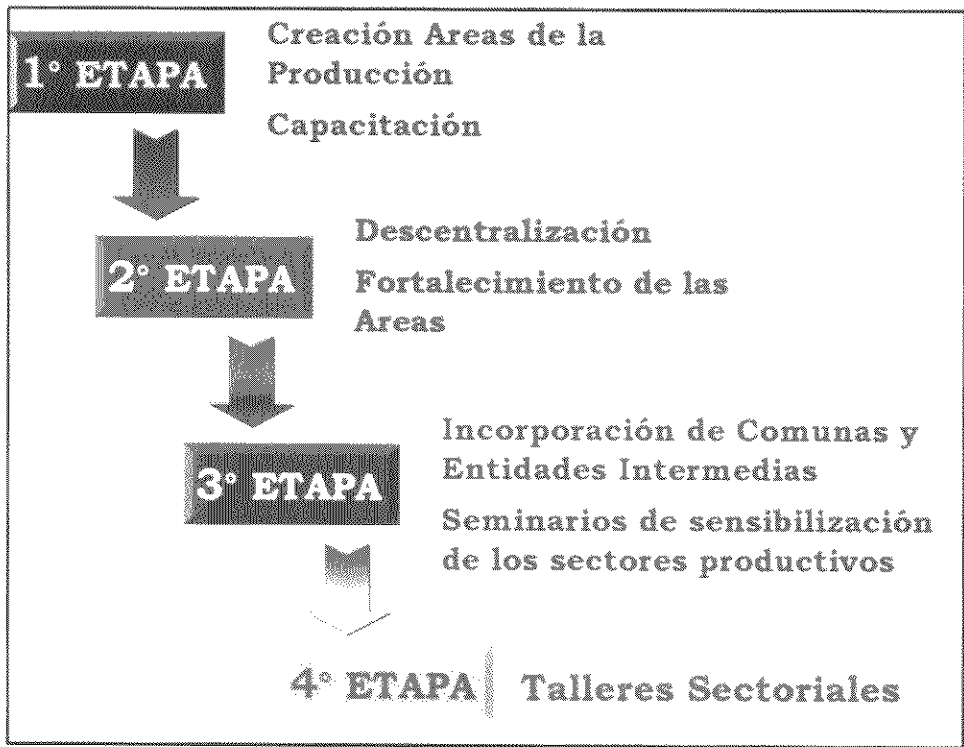 1° ETAPA
Creación Areas de la
Producción
Capacitación
2° ETAPA
Descentralización
Fortalecimiento de las
Areas
3° ETAPA
Incorporación de Comunas y
Entidades Intermedias
Seminarios de sensibilización
de los sectores productivos
4° ETAPA
Talleres Sectoriales